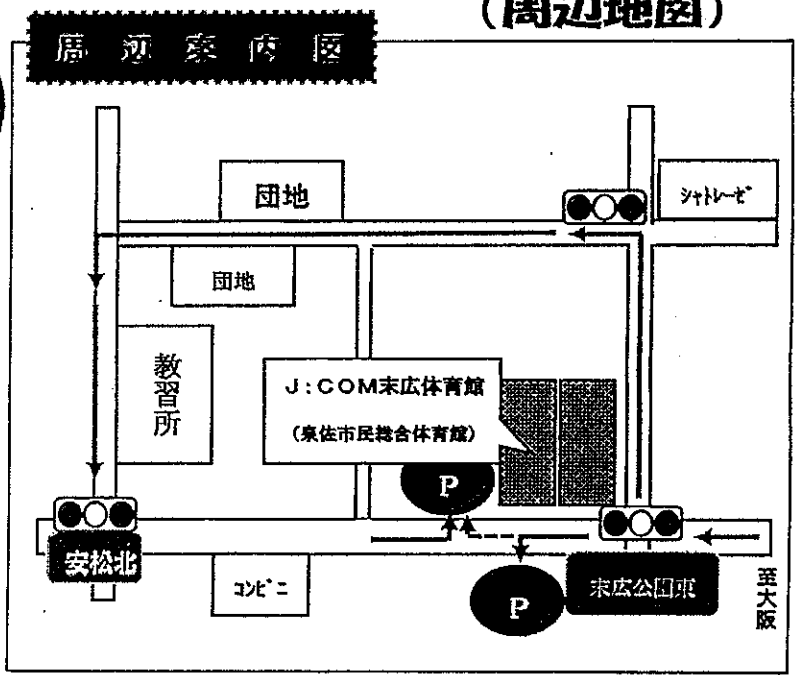 (周辺地図)
周辺案内図
団地
シャトレーゼ
団地
教習所
J:COM末広体育館
(泉佐市民総合体育館)
P
安松北
コンビニ
P
末広公園東
至大阪